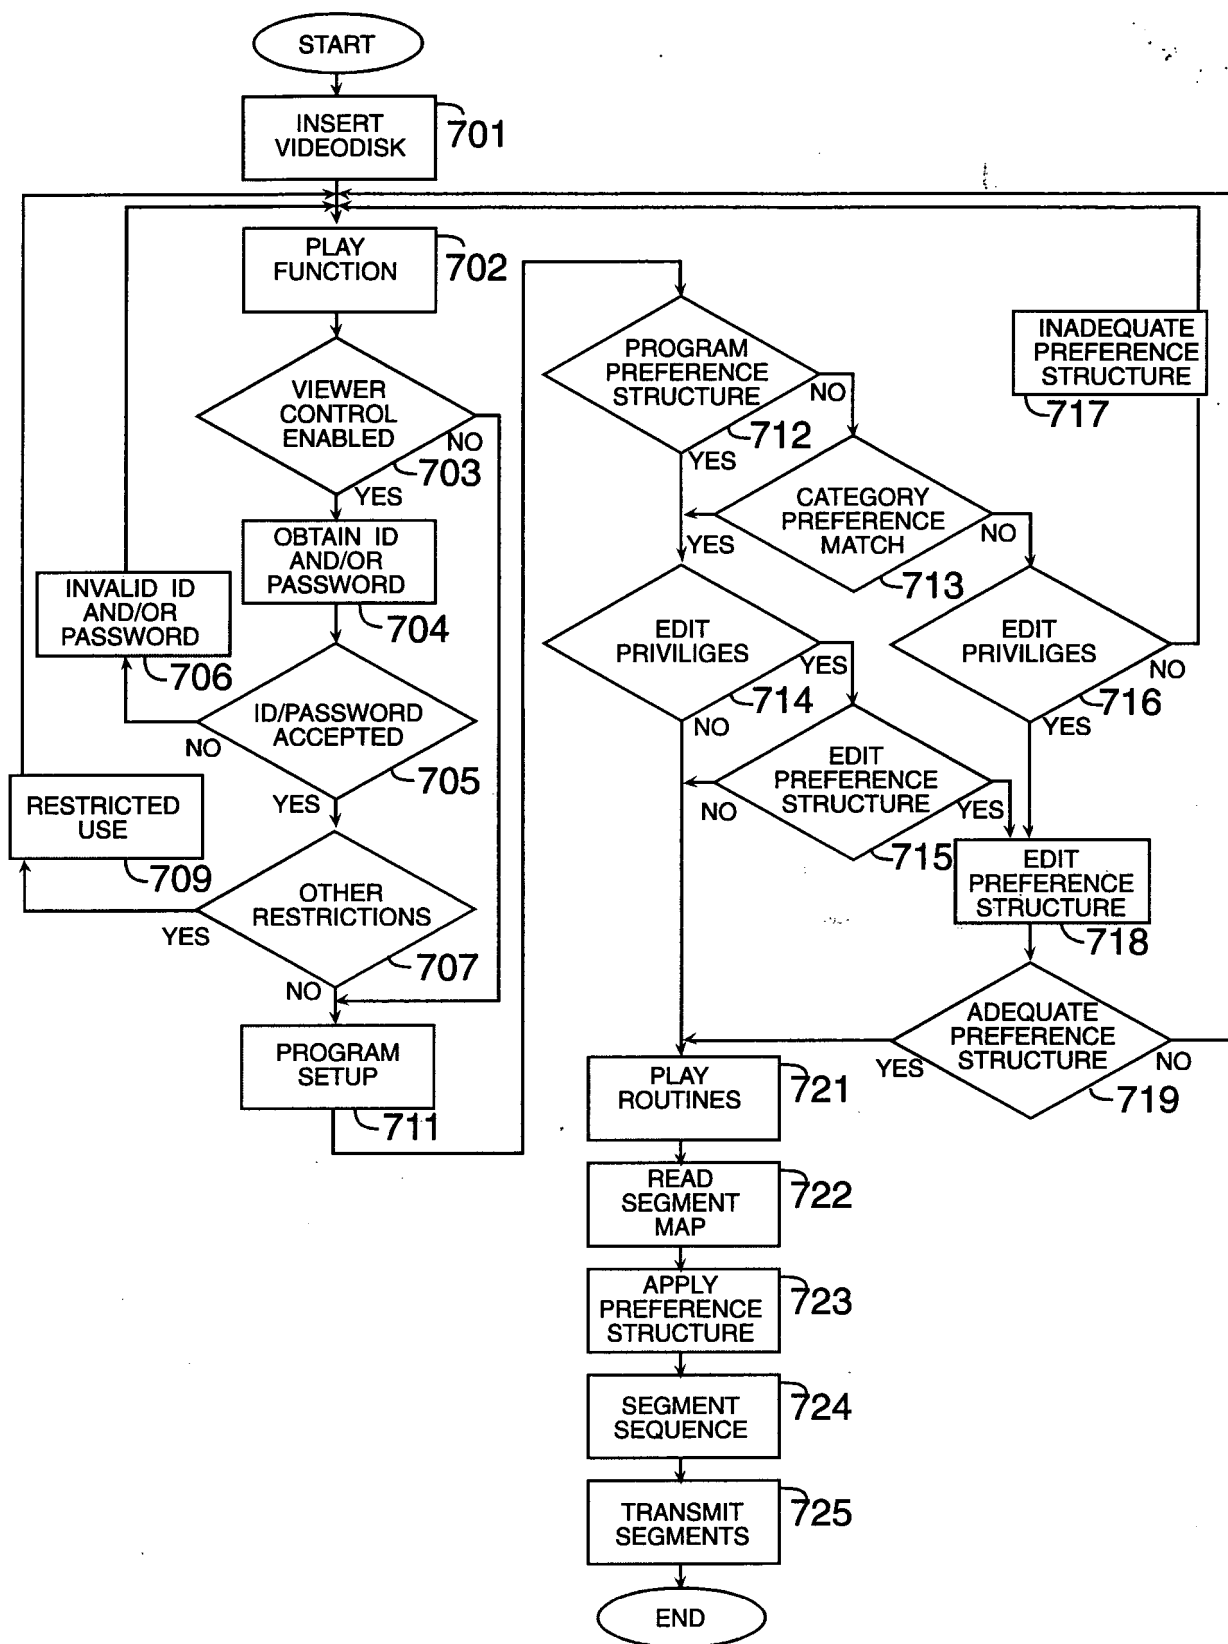 START
INSERT
VIDEODISK
701
PLAY
FUNCTION
702
VIEWER
CONTROL
ENABLED
NO
703
YES
OBTAIN ID
AND/OR
PASSWORD
704
INVALID ID
AND/OR
PASSWORD
706
ID/PASSWORD
ACCEPTED
NO
705
YES
RESTRICTED
USE
709
OTHER
RESTRICTIONS
YES
707
NO
PROGRAM
SETUP
711
PROGRAM
PREFERENCE
STRUCTURE
NO
712
YES
CATEGORY
PREFERENCE
MATCH
YES
NO
713
INADEQUATE
PREFERENCE
STRUCTURE
717
EDIT
PRIVILIGES
YES
714
NO
EDIT
PRIVILIGES
NO
716
YES
EDIT
PREFERENCE
STRUCTURE
NO
YES
715
EDIT
PREFERENCE
STRUCTURE
718
ADEQUATE
PREFERENCE
STRUCTURE
YES
NO
719
PLAY
ROUTINES
721
READ
SEGMENT
MAP
722
APPLY
PREFERENCE
STRUCTURE
723
SEGMENT
SEQUENCE
724
TRANSMIT
SEGMENTS
725
END